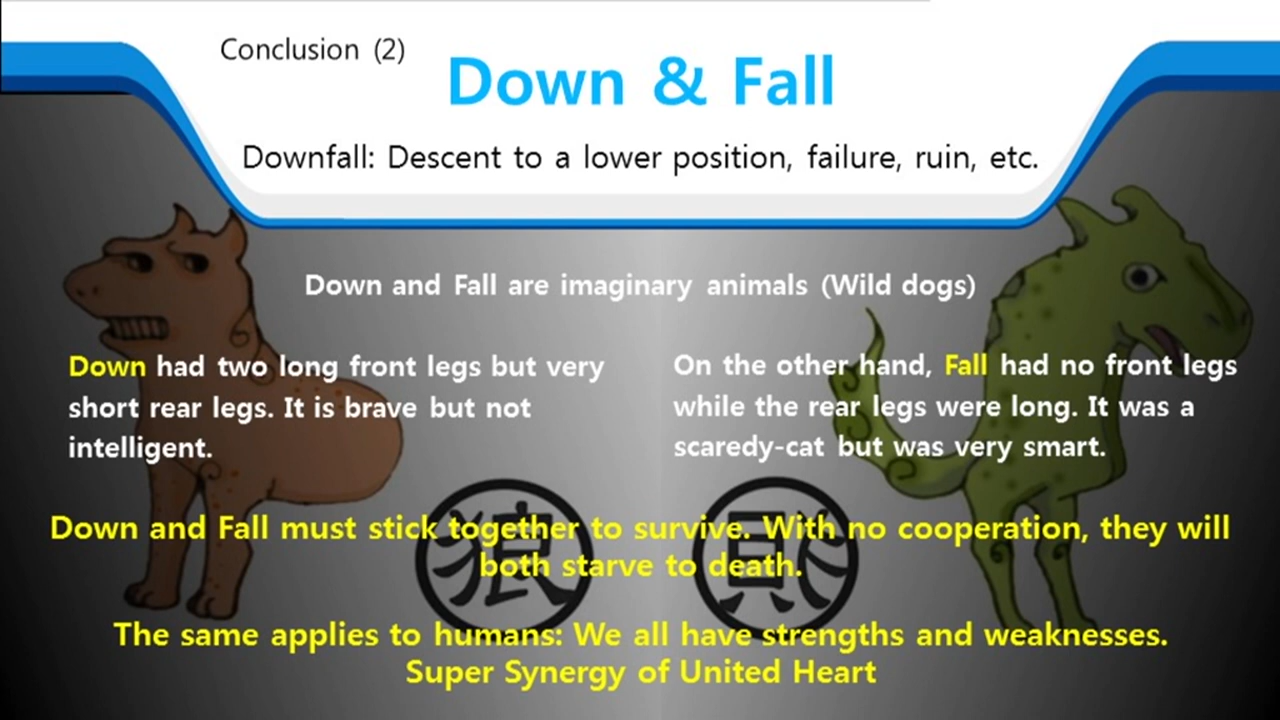 Conclusion (2)
Down & Fall
Downfall: Descent to a lower position, failure, ruin, etc.
Down and Fall are imaginary animals (Wild dogs)
Down had two long front legs but very
short rear legs. It is brave but not
intelligent.
On the other hand, Fall had no front legs
while the rear legs were long. It was a
scaredy-cat but was very smart.
狼
狽
Down and Fall must stick together to survive. With no cooperation, they will
both starve to death.
The same applies to humans: We all have strengths and weaknesses.
Super Synergy of United Heart